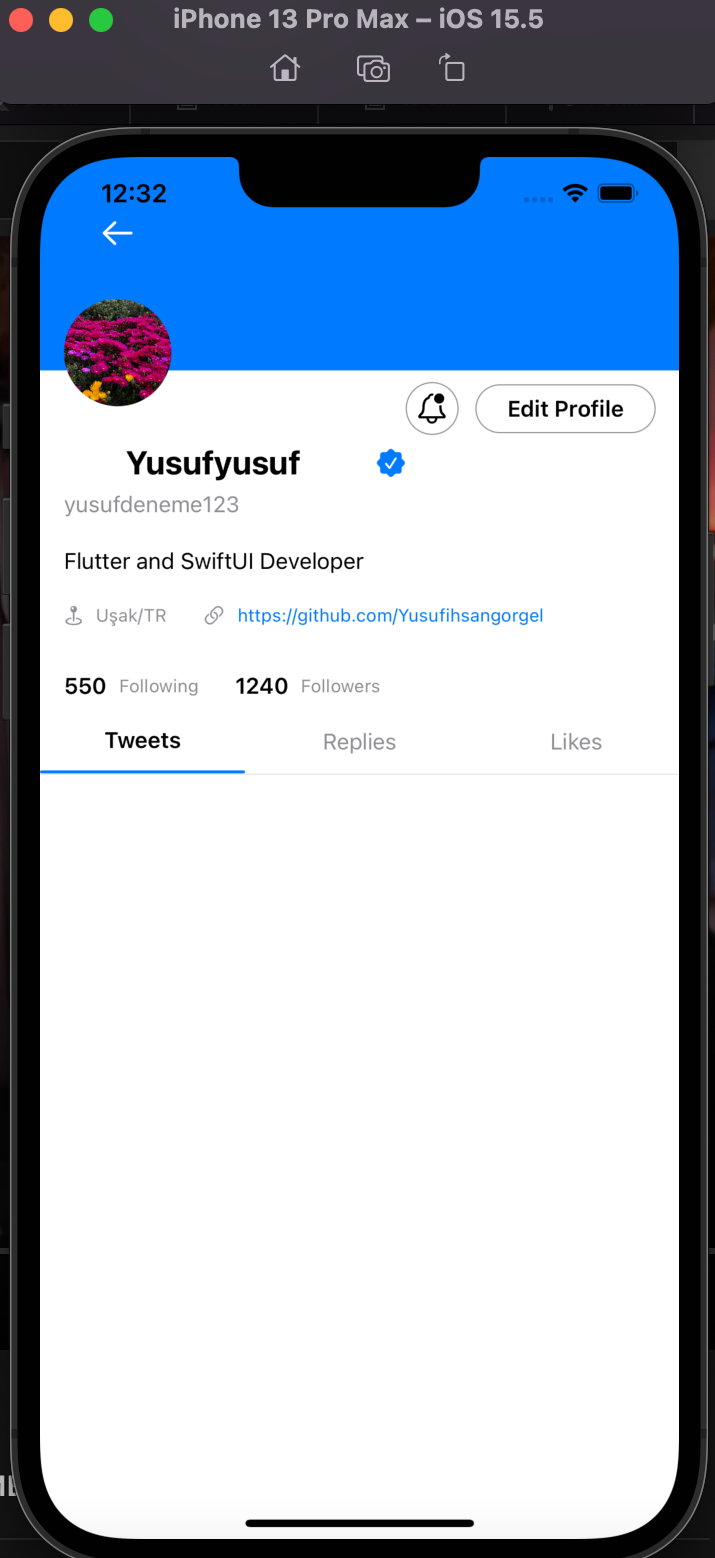 iPhone 13 Pro Max – iOS 15.5
12:32
Edit Profile
Yusufyusuf
yusufdeneme123
Flutter and SwiftUI Developer
Uşak/TR https://github.com/Yusufihsangorgel
550 Following 1240 Followers
Tweets Replies Likes